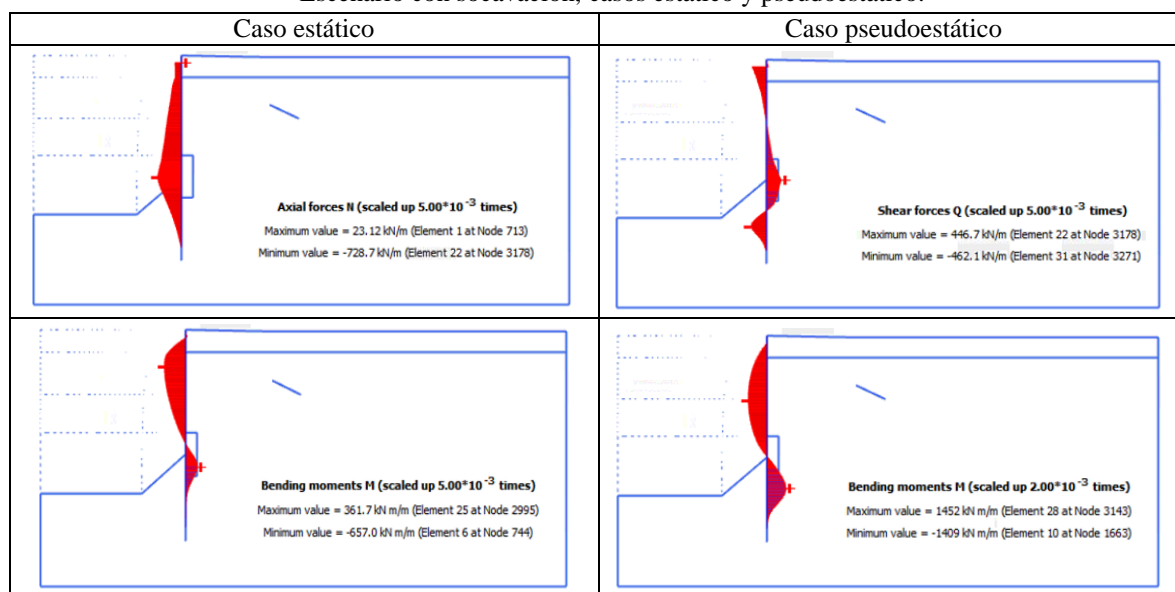 Escenario con socavación, casos estático y pseudoestático.
Caso estático
Caso pseudoestático
Axial forces N (scaled up 5.00*10 -3 times)
Maximum value = 23.12 kN/m (Element 1 at Node 713)
Minimum value = -728.7 kN/m (Element 22 at Node 3178)
Shear forces Q (scaled up 5.00*10 -3 times)
Maximum value = 446.7 kN/m (Element 22 at Node 3178)
Minimum value = -462.1 kN/m (Element 31 at Node 3271)
Bending moments M (scaled up 5.00*10 -3 times)
Maximum value = 361.7 kN m/m (Element 25 at Node 2995)
Minimum value = -657.0 kN m/m (Element 6 at Node 744)
Bending moments M (scaled up 2.00*10 -3 times)
Maximum value = 1452 kN m/m (Element 28 at Node 3143)
Minimum value = -1409 kN m/m (Element 10 at Node 1663)